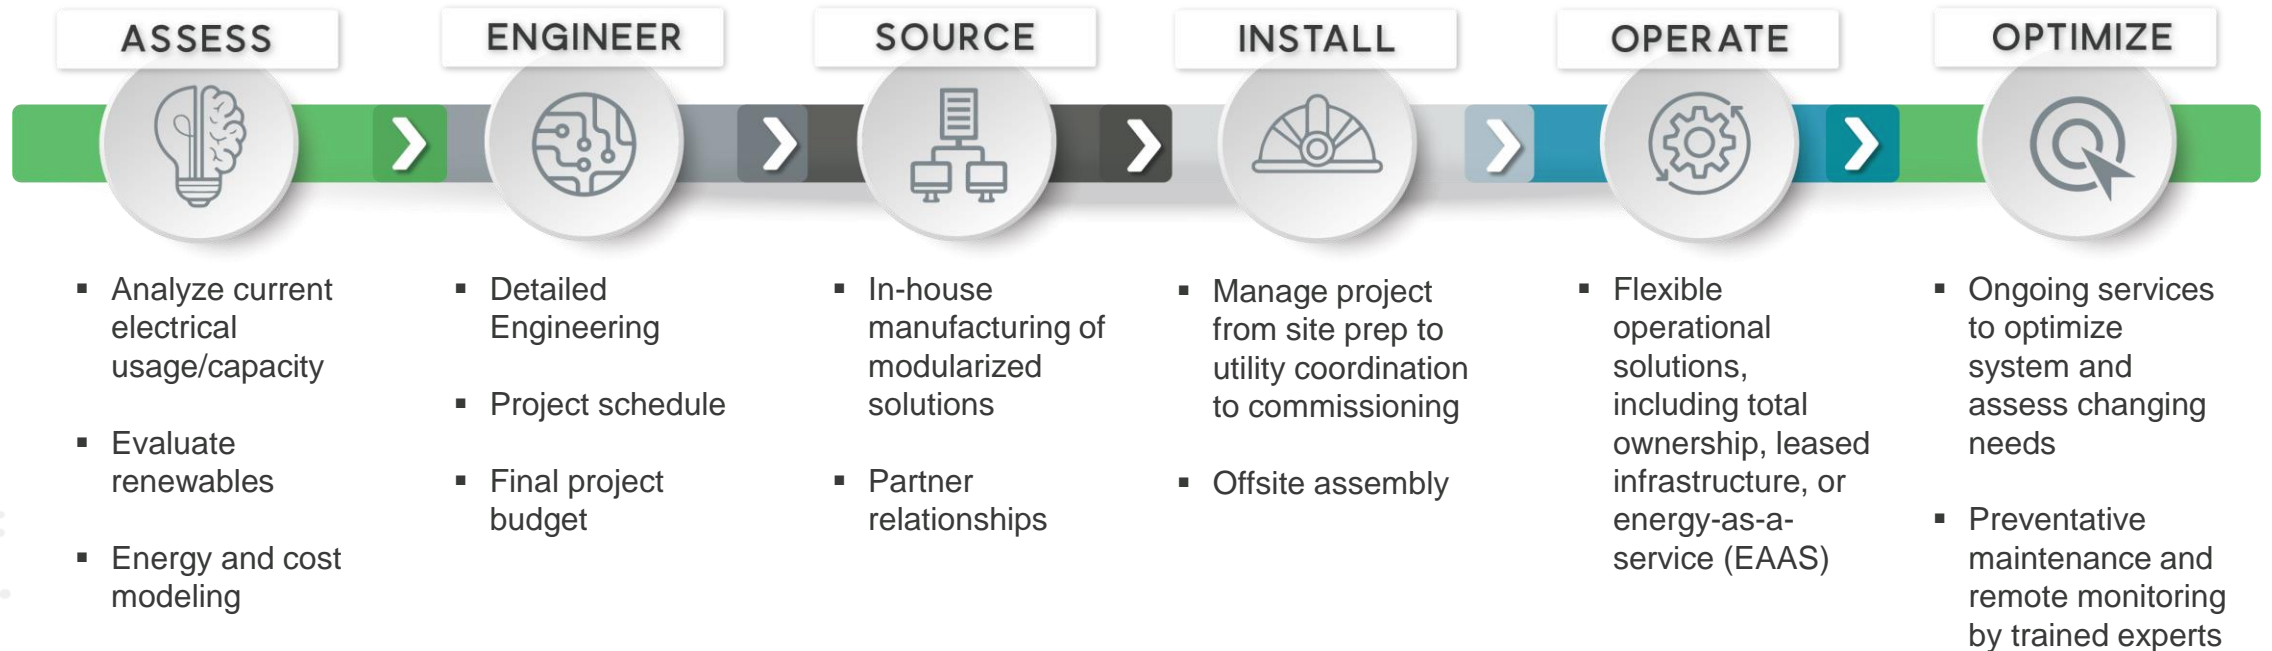 ASSESS
▪ Analyze current
electrical
usage/capacity
▪ Evaluate
renewables
▪ Energy and cost
modeling
ENGINEER
▪ Detailed
Engineering
▪ Project schedule
▪ Final project
budget
SOURCE
▪ In-house
manufacturing of
modularized
solutions
▪ Partner
relationships
INSTALL
▪ Manage project
from site prep to
utility coordination
to commissioning
▪ Offsite assembly
OPERATE
▪ Flexible
operational
solutions,
including total
ownership, leased
infrastructure, or
energy-as-a-
service (EAAS)
OPTIMIZE
▪ Ongoing services
to optimize
system and
assess changing
needs
▪ Preventative
maintenance and
remote monitoring
by trained experts